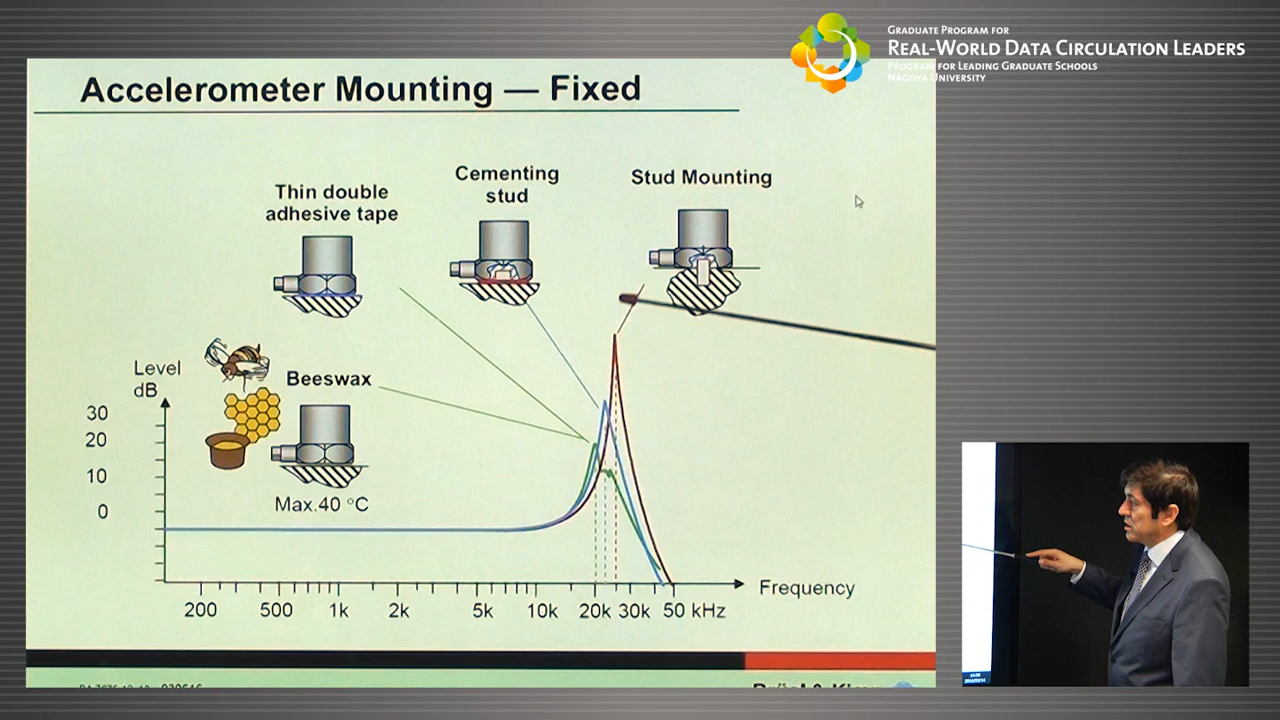 GRADUATE PROGRAM FOR
REAL-WORLD DATA CIRCULATION LEADERS
PROGRAM FOR LEADING GRADUATE SCHOOLS
NAGOYA UNIVERSITY
Accelerometer Mounting — Fixed
Thin double
adhesive tape
Cementing
stud
Stud Mounting
Level
dB
Beeswax
30
20
10
0
Max.40 °C
Frequency
200 500 1k 2k 5k 10k 20k 30k 50 kHz